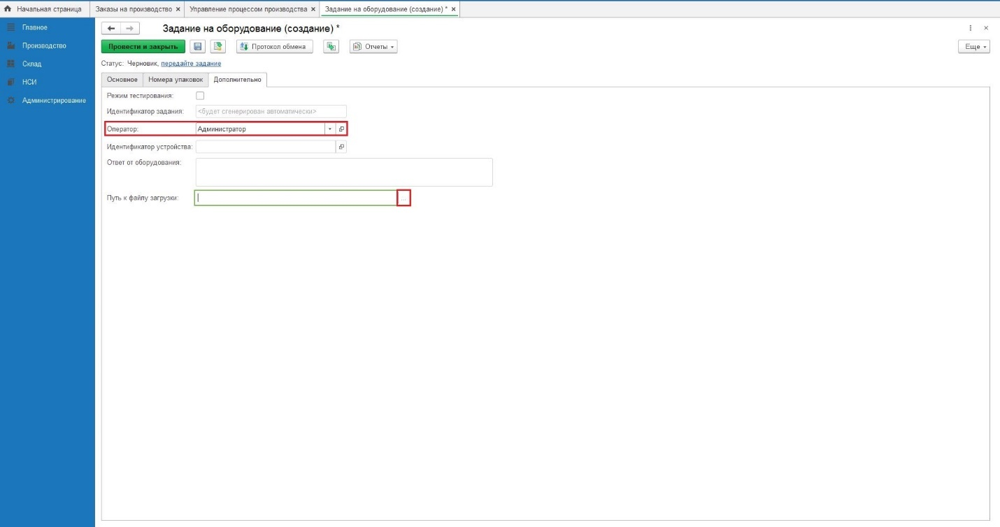 Начальная страница Заказы на производство × Управление процессом производства × Задание на оборудование (создание) * ×
Главное
Производство
Склад
НСИ
Администрирование
Задание на оборудование (создание) *
Провести и закрыть Протокол обмена Отчеты Еще
Статус: Черновик, передайте задание
Основное Номера упаковок Дополнительно
Режим тестирования:
Идентификатор задания: <будет сгенерирован автоматически>
Оператор: Администратор
Идентификатор устройства:
Ответ от оборудования:
Путь к файлу загрузки: ...